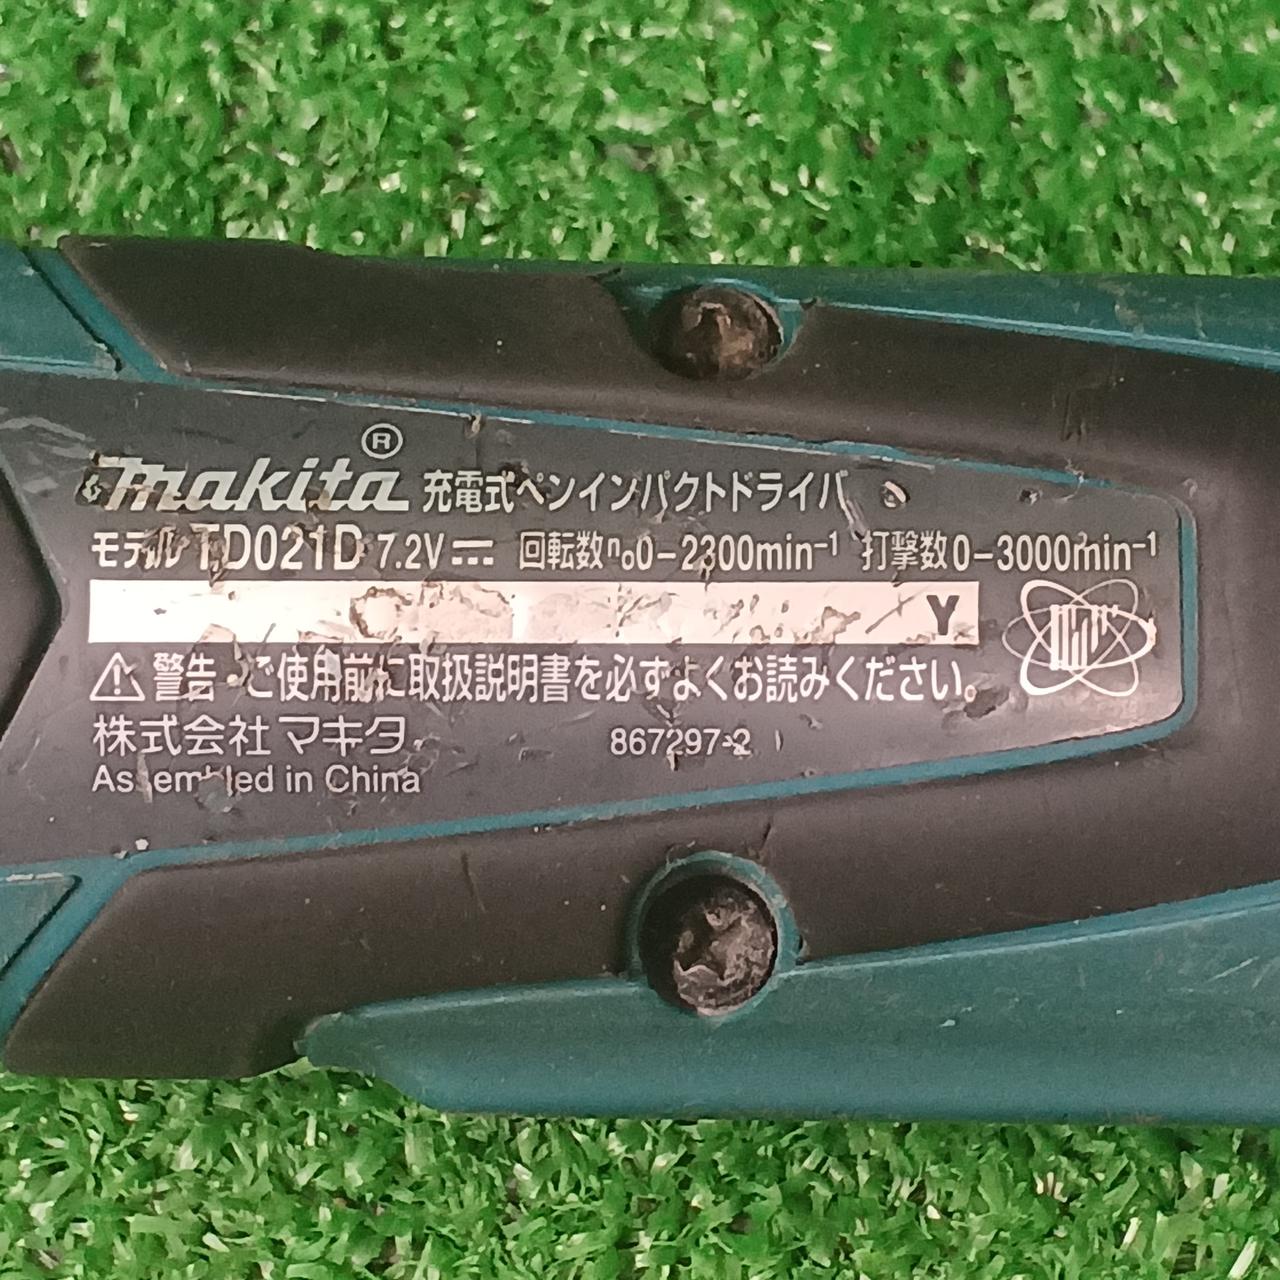 makita® 充電式ペンインパクトドライバ
モデル TD021D 7.2V⎓ 回転数n₀0-2300min⁻¹ 打撃数0-3000min⁻¹
Y
⚠警告・ご使用前に取扱説明書を必ずよくお読みください。
株式会社マキタ 867297-2
Assembled in China